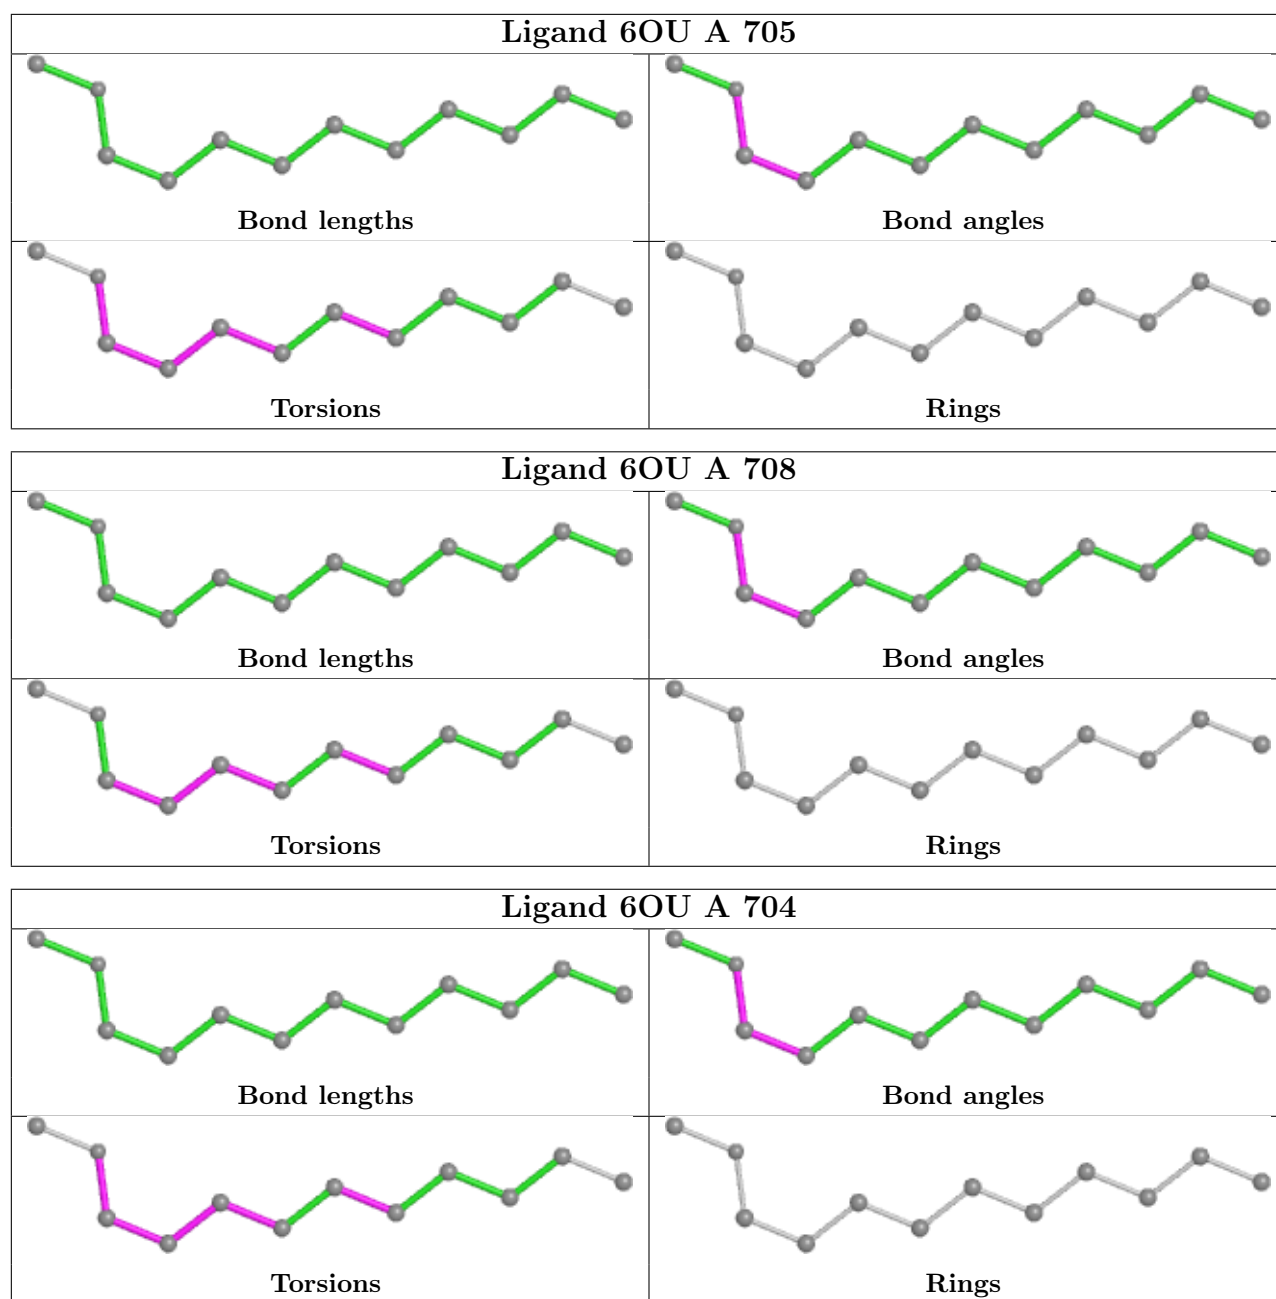 Ligand 6OU A 705
Bond lengths
Bond angles
Torsions
Rings
Ligand 6OU A 708
Bond lengths
Bond angles
Torsions
Rings
Ligand 6OU A 704
Bond lengths
Bond angles
Torsions
Rings